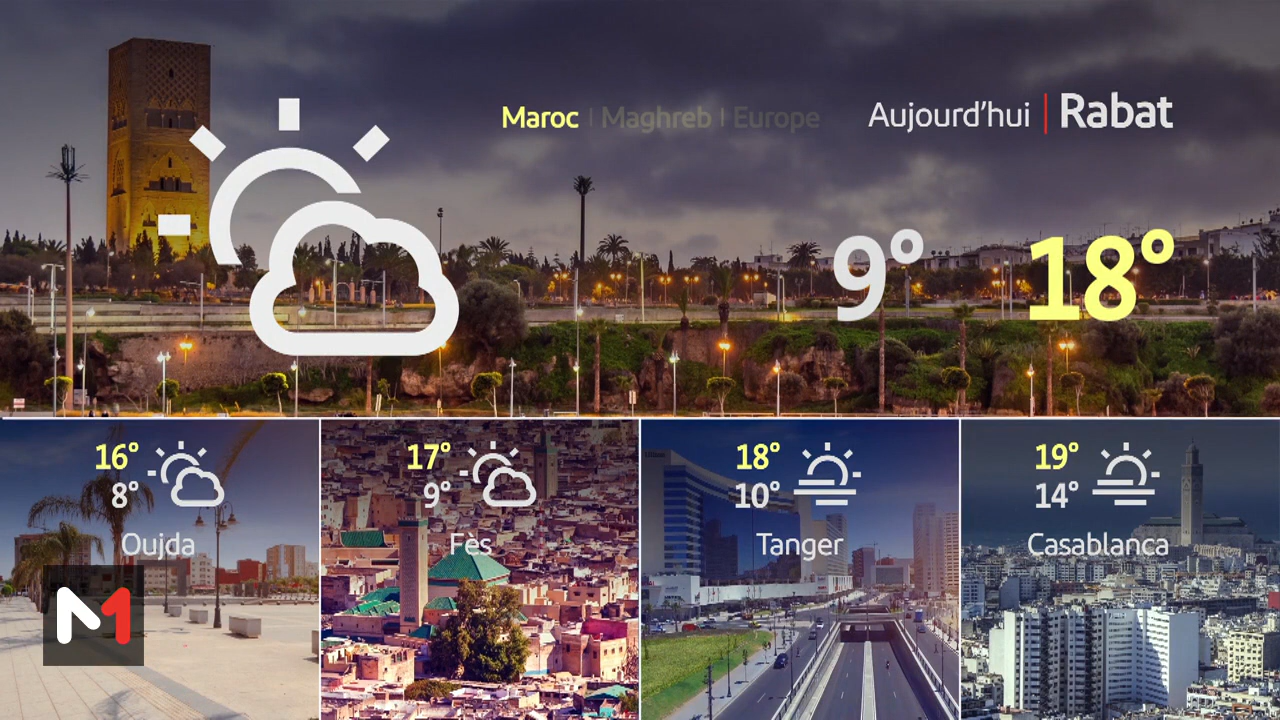 Maroc | Maghreb | Europe
Aujourd'hui | Rabat
9° 18°
16°
8°
Oujda
17°
9°
Fès
18°
10°
Tanger
19°
14°
Casablanca
M1